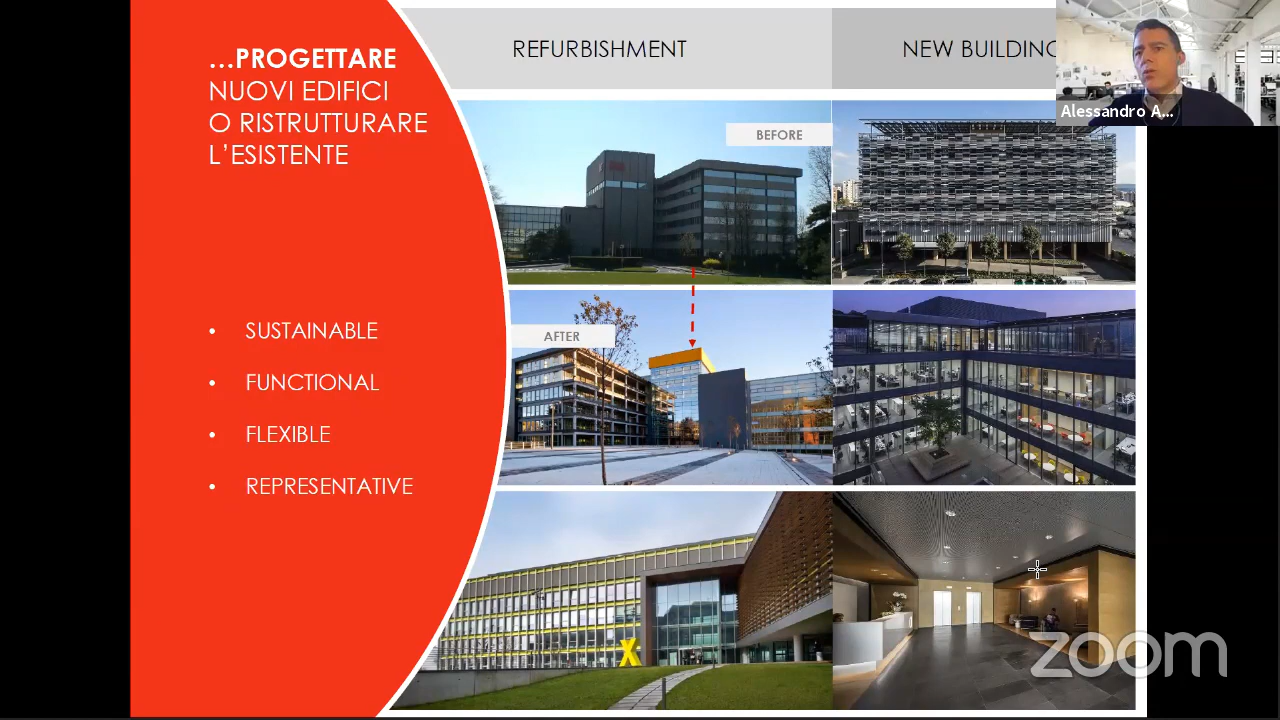 …PROGETTARE
NUOVI EDIFICI
O RISTRUTTURARE
L’ESISTENTE
• SUSTAINABLE
• FUNCTIONAL
• FLEXIBLE
• REPRESENTATIVE
REFURBISHMENT
NEW BUILDING
BEFORE
AFTER
X
Alessandro A...
zoom